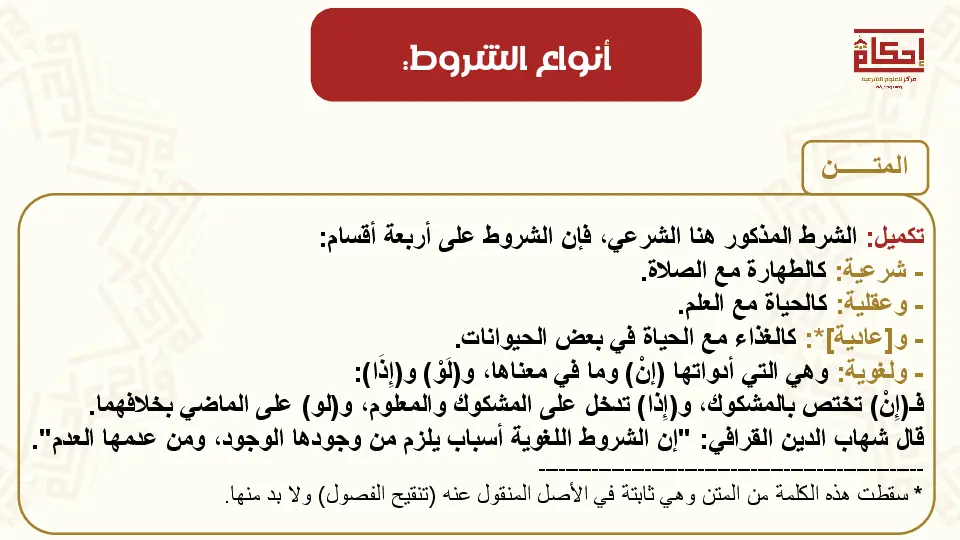 أنواع الشروط:
إحكام
مركز للعلوم الشرعية
المتـــــن
تكميل: الشرط المذكور هنا الشرعي، فإن الشروط على أربعة أقسام:
- شرعية: كالطهارة مع الصلاة.
- وعقلية: كالحياة مع العلم.
- و[عادية]*: كالغذاء مع الحياة في بعض الحيوانات.
- ولغوية: وهي التي أدواتها (إنْ) وما في معناها، و(لَوْ) و(إِذَا):
فـ(إِنْ) تختص بالمشكوك، و(إِذا) تدخل على المشكوك والمعلوم، و(لو) على الماضي بخلافهما.
قال شهاب الدين القرافي: "إن الشروط اللغوية أسباب يلزم من وجودها الوجود، ومن عدمها العدم".
* سقطت هذه الكلمة من المتن وهي ثابتة في الأصل المنقول عنه (تنقيح الفصول) ولا بد منها.